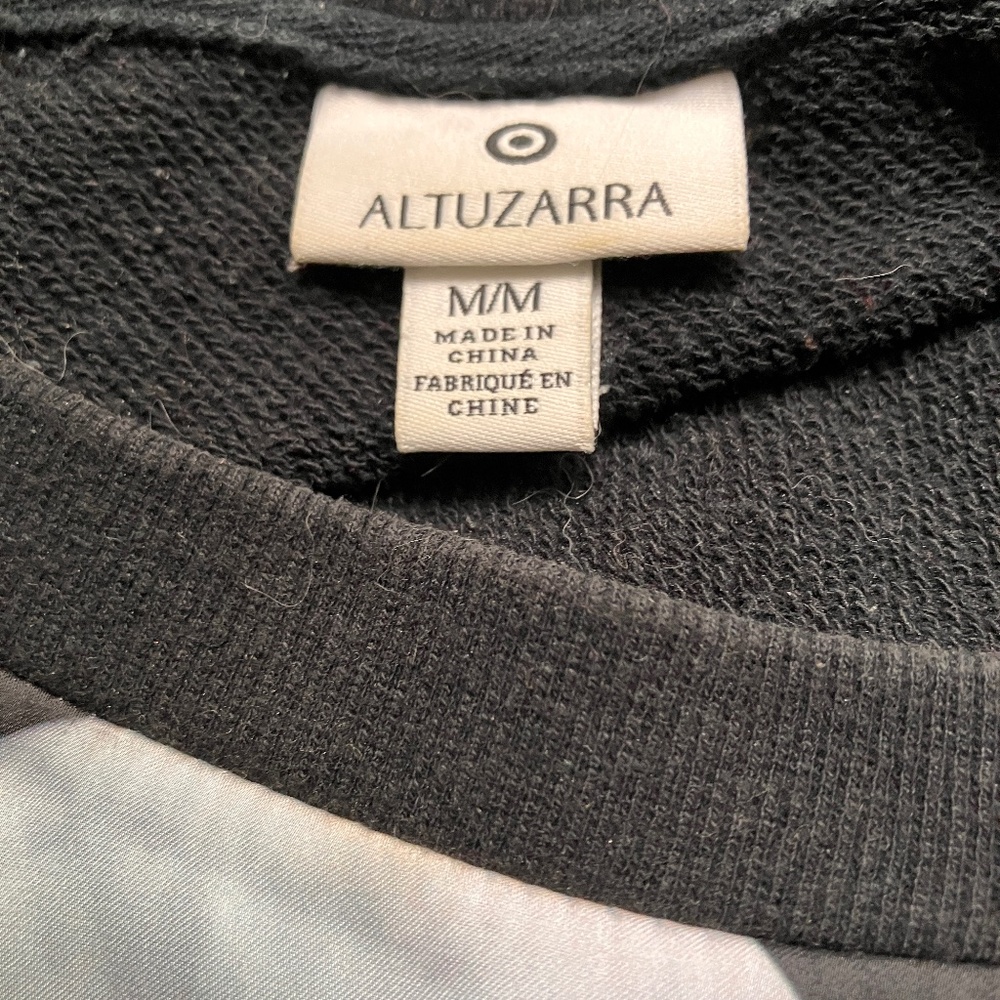 ALTUZARRA
M/M
MADE IN
CHINA
FABRIQUÉ EN
CHINE